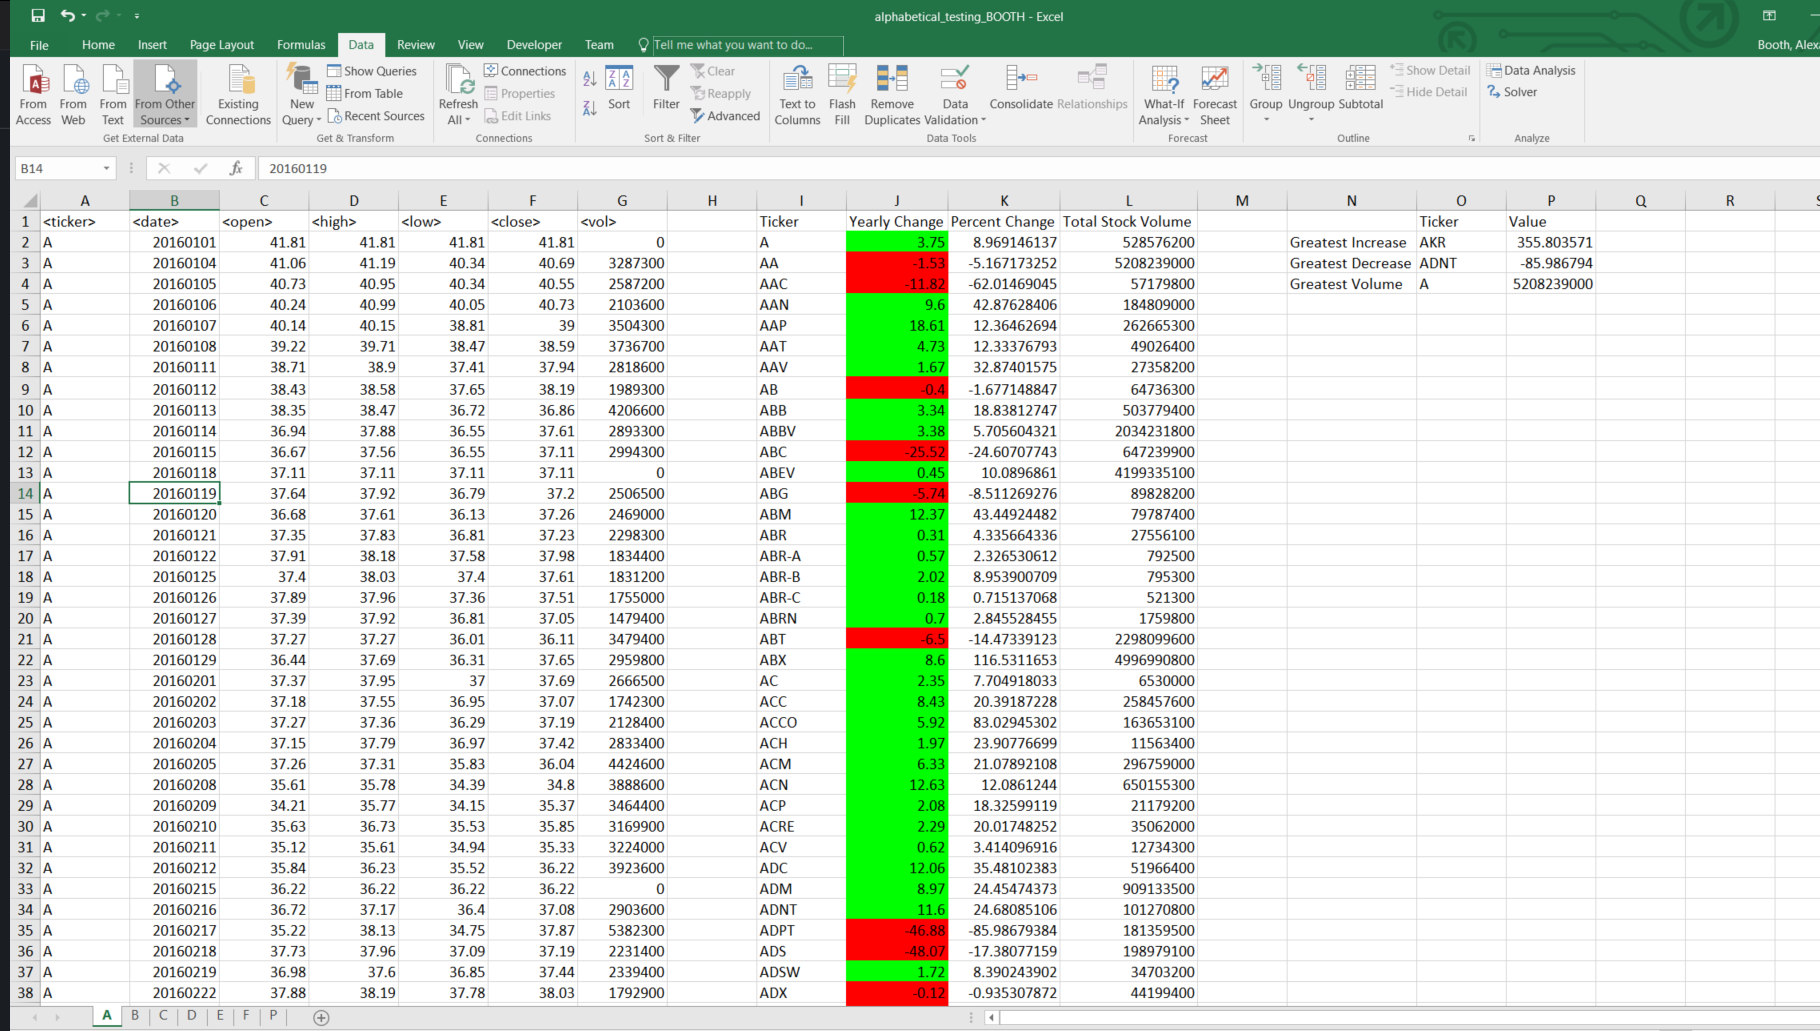 alphabetical_testing_BOOTH - Excel
File Home Insert Page Layout Formulas Data Review View Developer Team Tell me what you want to do... Booth, Alexa
From Access From Web From Text From Other Sources Existing Connections New Query Show Queries From Table Recent Sources Refresh All Connections Properties Edit Links Sort Filter Clear Reapply Advanced Text to Columns Flash Fill Remove Duplicates Data Validation Consolidate Relationships What-If Analysis Forecast Sheet Group Ungroup Subtotal Show Detail Hide Detail Data Analysis Solver
Get External Data Get & Transform Connections Sort & Filter Data Tools Forecast Outline Analyze
B14 fx 20160119
A B C D E F G H I J K L M N O P Q R S
1 <ticker> <date> <open> <high> <low> <close> <vol> Ticker Yearly Change Percent Change Total Stock Volume Ticker Value
2 A 20160101 41.81 41.81 41.81 41.81 0 A 3.75 8.969146137 528576200 Greatest Increase AKR 355.803571
3 A 20160104 41.06 41.19 40.34 40.69 3287300 AA -1.53 -5.167173252 5208239000 Greatest Decrease ADNT -85.986794
4 A 20160105 40.73 40.95 40.34 40.55 2587200 AAC -11.82 -62.01469045 57179800 Greatest Volume A 5208239000
5 A 20160106 40.24 40.99 40.05 40.73 2103600 AAN 9.6 42.87628406 184809000
6 A 20160107 40.14 40.15 38.81 39 3504300 AAP 18.61 12.36462694 262665300
7 A 20160108 39.22 39.71 38.47 38.59 3736700 AAT 4.73 12.33376793 49026400
8 A 20160111 38.71 38.9 37.41 37.94 2818600 AAV 1.67 32.87401575 27358200
9 A 20160112 38.43 38.58 37.65 38.19 1989300 AB -0.4 -1.677148847 64736300
10 A 20160113 38.35 38.47 36.72 36.86 4206600 ABB 3.34 18.83812747 503779400
11 A 20160114 36.94 37.88 36.55 37.61 2893300 ABBV 3.38 5.705604321 2034231800
12 A 20160115 36.67 37.56 36.55 37.11 2994300 ABC -25.52 -24.60707743 647239900
13 A 20160118 37.11 37.11 37.11 37.11 0 ABEV 0.45 10.0896861 4199335100
14 A 20160119 37.64 37.92 36.79 37.2 2506500 ABG -5.74 -8.511269276 89828200
15 A 20160120 36.68 37.61 36.13 37.26 2469000 ABM 12.37 43.44924482 79787400
16 A 20160121 37.35 37.83 36.81 37.23 2298300 ABR 0.31 4.335664336 27556100
17 A 20160122 37.91 38.18 37.58 37.98 1834400 ABR-A 0.57 2.326530612 792500
18 A 20160125 37.4 38.03 37.4 37.61 1831200 ABR-B 2.02 8.953900709 795300
19 A 20160126 37.89 37.96 37.36 37.51 1755000 ABR-C 0.18 0.715137068 521300
20 A 20160127 37.39 37.92 36.81 37.05 1479400 ABRN 0.7 2.845528455 1759800
21 A 20160128 37.27 37.27 36.01 36.11 3479400 ABT -6.5 -14.47339123 2298099600
22 A 20160129 36.44 37.69 36.31 37.65 2959800 ABX 8.6 116.5311653 4996990800
23 A 20160201 37.37 37.95 37 37.69 2666500 AC 2.35 7.704918033 6530000
24 A 20160202 37.18 37.55 36.95 37.07 1742300 ACC 8.43 20.39187228 258457600
25 A 20160203 37.27 37.36 36.29 37.19 2128400 ACCO 5.92 83.02945302 163653100
26 A 20160204 37.15 37.79 36.97 37.42 2833400 ACH 1.97 23.90776699 11563400
27 A 20160205 37.26 37.31 35.83 36.04 4424600 ACM 6.33 21.07892108 296759000
28 A 20160208 35.61 35.78 34.39 34.8 3888600 ACN 12.63 12.0861244 650155300
29 A 20160209 34.21 35.77 34.15 35.37 3464400 ACP 2.08 18.32599119 21179200
30 A 20160210 35.63 36.73 35.53 35.85 3169900 ACRE 2.29 20.01748252 35062000
31 A 20160211 35.12 35.61 34.94 35.33 3224000 ACV 0.62 3.414096916 12734300
32 A 20160212 35.84 36.23 35.52 36.22 3923600 ADC 12.06 35.48102383 51966400
33 A 20160215 36.22 36.22 36.22 36.22 0 ADM 8.97 24.45474373 909133500
34 A 20160216 36.72 37.17 36.4 37.08 2903600 ADNT 11.6 24.68085106 101270800
35 A 20160217 35.22 38.13 34.75 37.87 5382300 ADPT -46.88 -85.98679384 181359500
36 A 20160218 37.73 37.96 37.09 37.19 2231400 ADS -48.07 -17.38077159 198979100
37 A 20160219 36.98 37.6 36.85 37.44 2339400 ADSW 1.72 8.390243902 34703200
38 A 20160222 37.88 38.19 37.78 38.03 1792900 ADX -0.12 -0.935307872 44199400
A B C D E F P